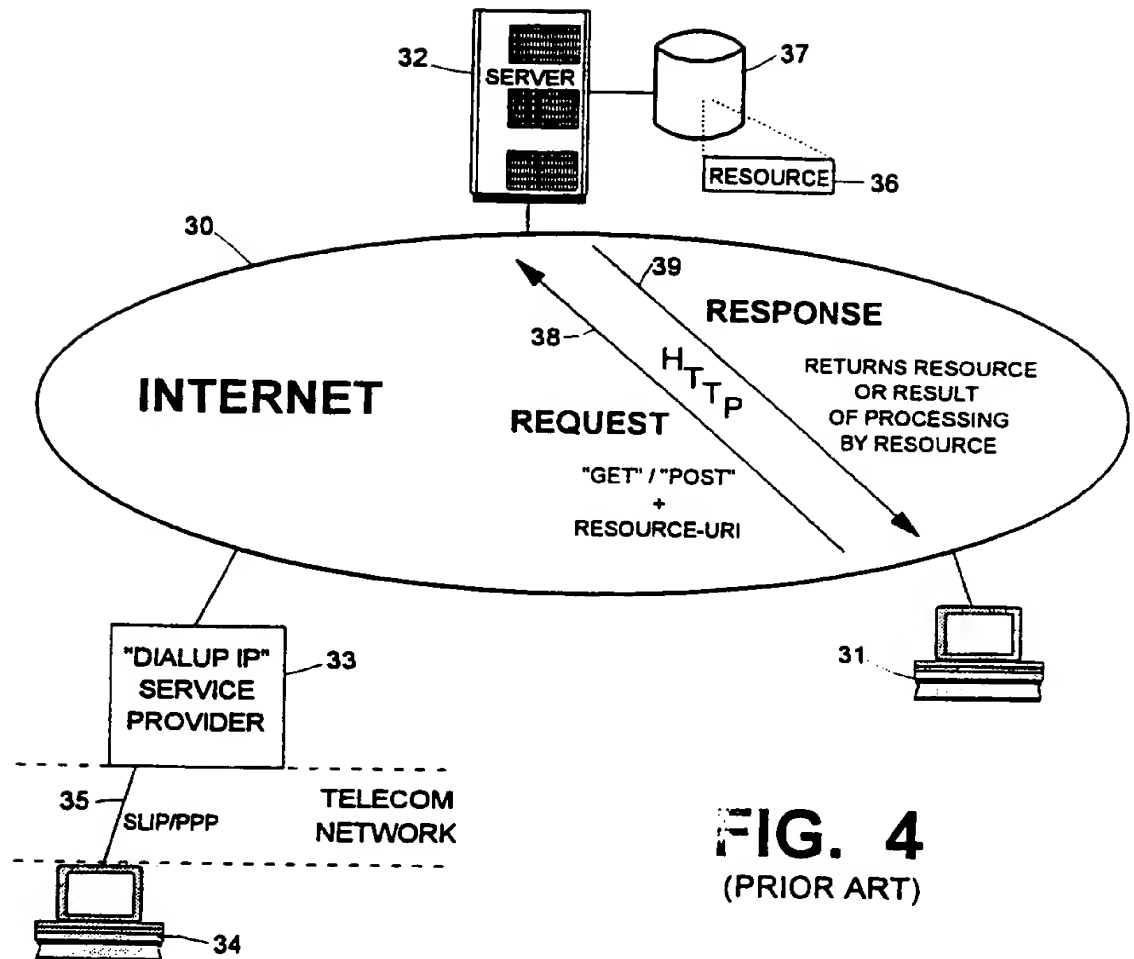 32
SERVER
37
RESOURCE
36
30
39
RESPONSE
38
HTTP
RETURNS RESOURCE
OR RESULT
OF PROCESSING
BY RESOURCE
INTERNET
REQUEST
"GET" / "POST"
+
RESOURCE-URI
"DIALUP IP"
SERVICE
PROVIDER
33
31
35
SLIP/PPP
TELECOM
NETWORK
34
FIG. 4
(PRIOR ART)